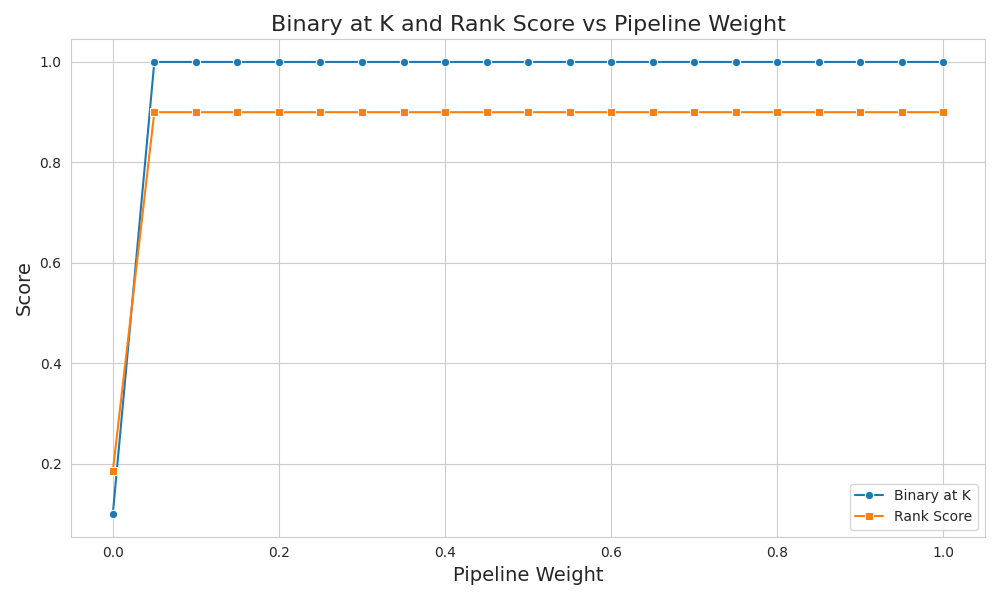 Binary at K and Rank Score vs Pipeline Weight
Score
1.0
0.8
0.6
0.4
0.2
0.0 0.2 0.4 0.6 0.8 1.0
Pipeline Weight
Binary at K
Rank Score